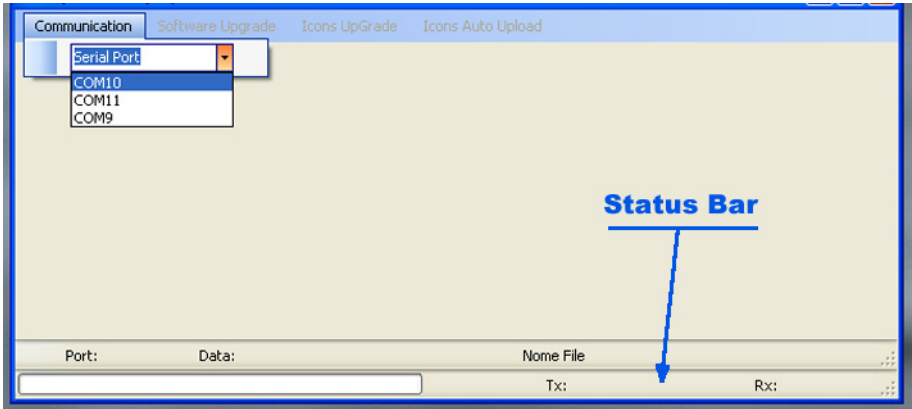 Communication Software Upgrade Icons UpGrade Icons Auto Upload
Serial Port
COM10
COM11
COM9
Status Bar
Port: Data: Nome File
Tx: Rx: